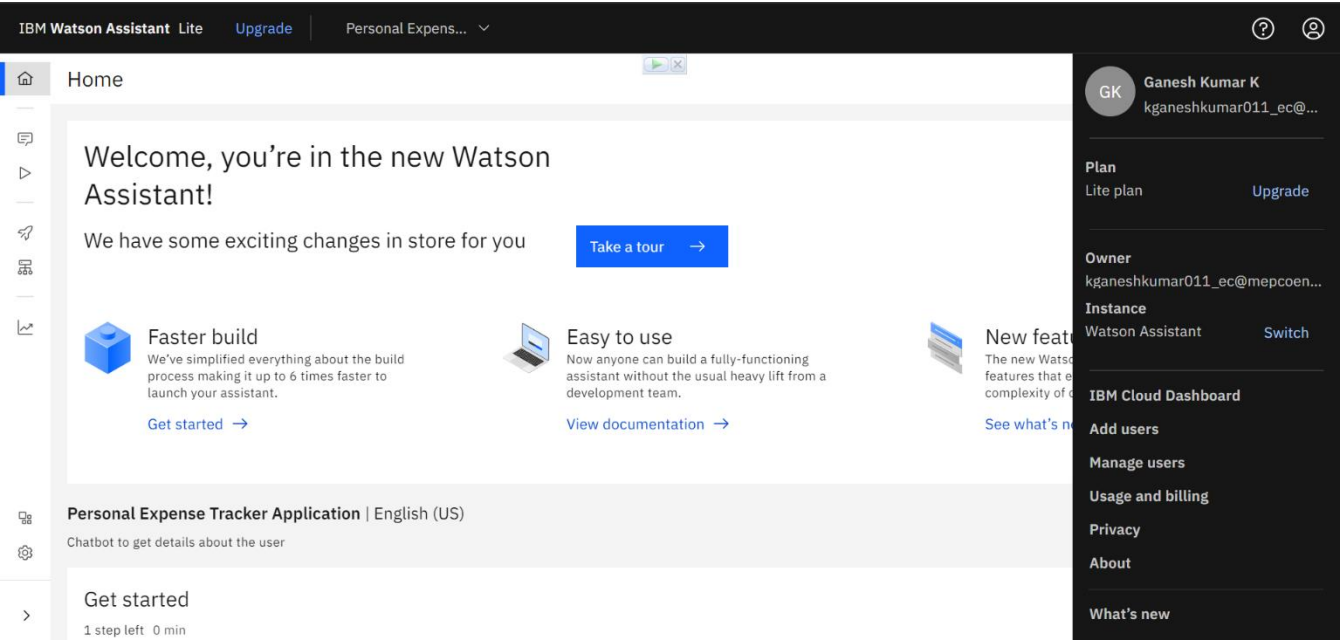 IBM Watson Assistant Lite Upgrade Personal Expens...
Home
Welcome, you're in the new Watson
Assistant!
We have some exciting changes in store for you
Take a tour
Faster build
We've simplified everything about the build
process making it up to 6 times faster to
launch your assistant.
Get started
Easy to use
Now anyone can build a fully-functioning
assistant without the usual heavy lift from a
development team.
View documentation
New featu
The new Watso
features that e
complexity of
See what's n
Personal Expense Tracker Application | English (US)
Chatbot to get details about the user
Get started
1 step left 0 min
GK
Ganesh Kumar K
kganeshkumar011_ec@...
Plan
Lite plan Upgrade
Owner
kganeshkumar011_ec@mepcoen...
Instance
Watson Assistant Switch
IBM Cloud Dashboard
Add users
Manage users
Usage and billing
Privacy
About
What's new